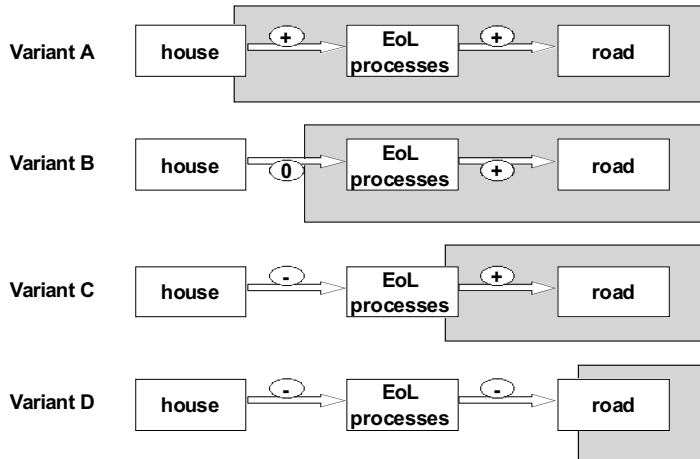 Variant A
house
+
EoL
processes
+
road
Variant B
house
0
EoL
processes
+
road
Variant C
house
-
EoL
processes
+
road
Variant D
house
-
EoL
processes
-
road